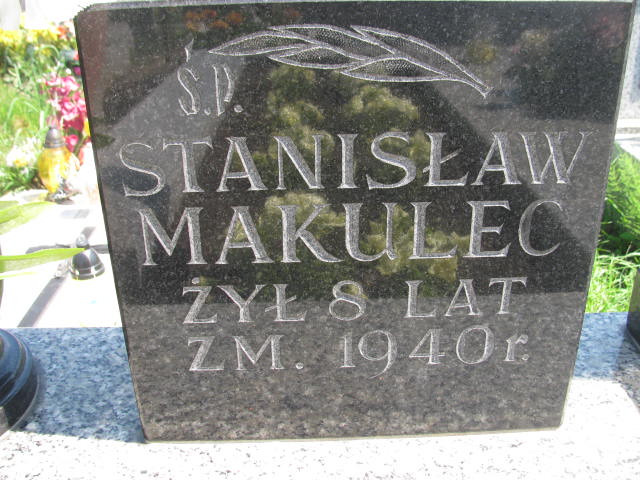 Ś.P.
STANISŁAW
MAKULEC
ŻYŁ 8 LAT
ZM. 1940 r.